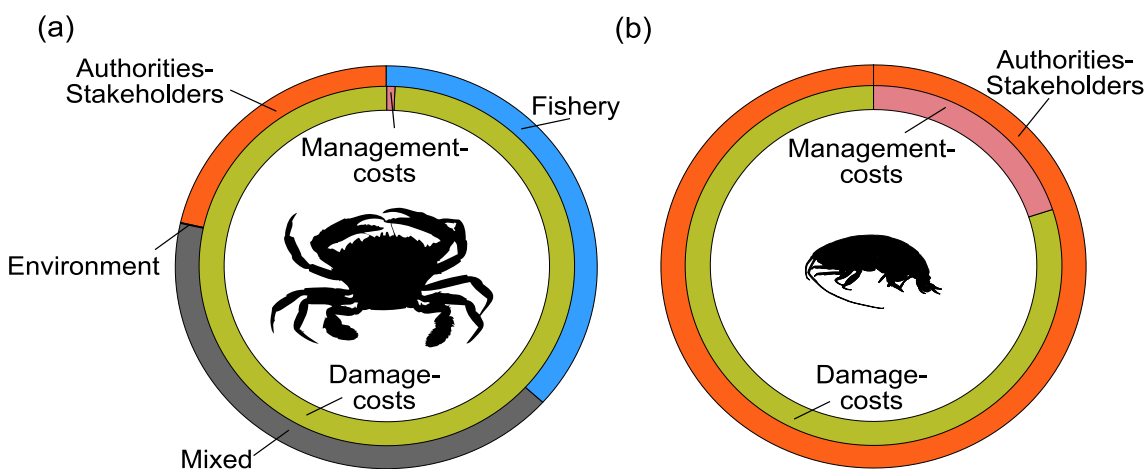 (a)
Authorities-
Stakeholders
Fishery
Management-
costs
Environment
Damage-
costs
Mixed
(b)
Authorities-
Stakeholders
Management-
costs
Damage-
costs